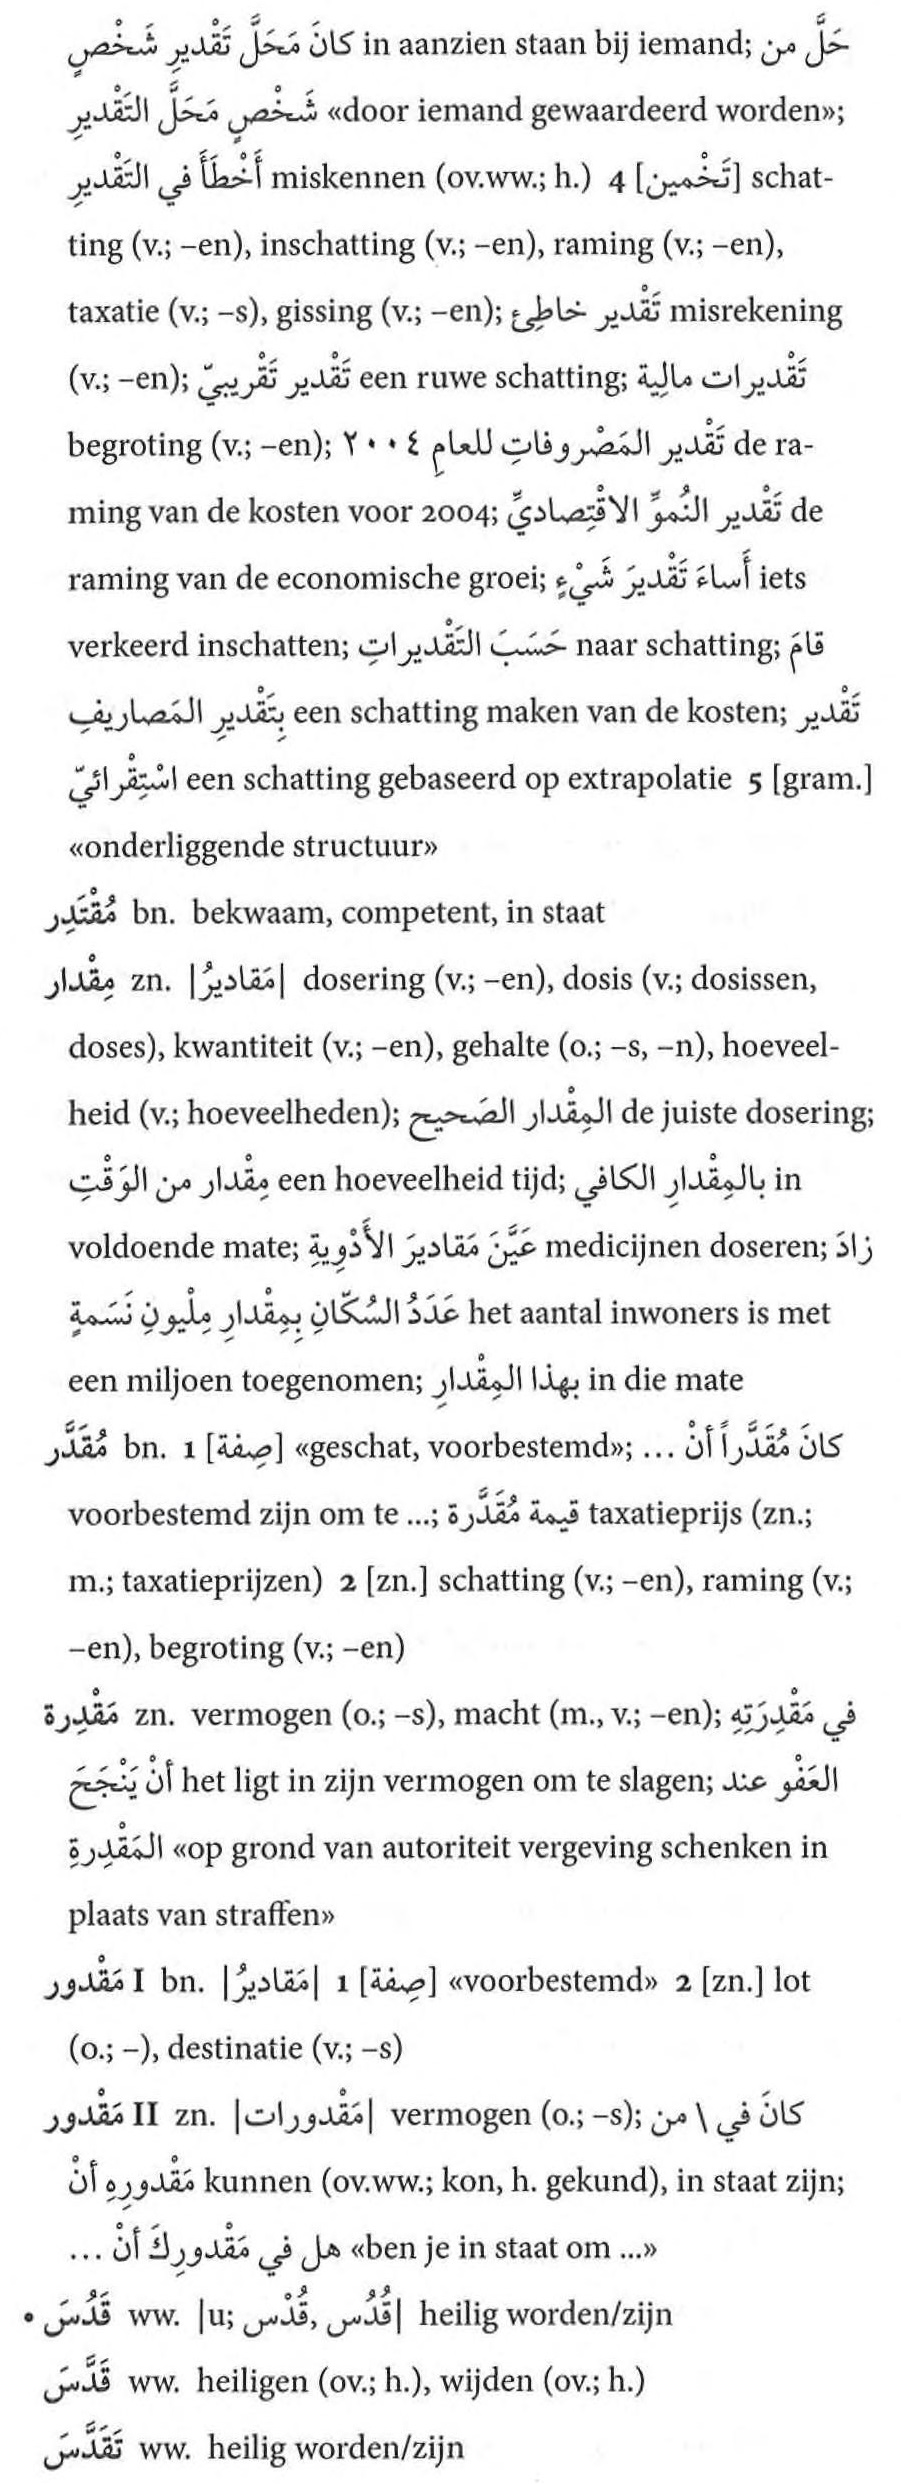 كانَ مَحَلَّ تَقْديرِ شَخْصٍ in aanzien staan bij iemand; حَلَّ من
شَخْصٍ مَحَلَّ التَقْديرِ «door iemand gewaardeerd worden»;
أَخْطَأَ في التَقْديرِ miskennen (ov.ww.; h.) 4 [تَخْمين] schat-
ting (v.; –en), inschatting (v.; –en), raming (v.; –en),
taxatie (v.; –s), gissing (v.; –en); تَقْدير خاطِئ misrekening
(v.; –en); تَقْدير تَقْريبيّ een ruwe schatting; تَقْديرات مالِية
begroting (v.; –en); تَقْدير المَصْروفاتِ للعامِ ٢٠٠٤ de ra-
ming van de kosten voor 2004; تَقْدير النُموِّ الاقْتِصاديِّ de
raming van de economische groei; أَساءَ تَقْديرَ شَيْءٍ iets
verkeerd inschatten; حَسَبَ التَقْديراتِ naar schatting; قامَ
بِتَقْديرِ المَصاريفِ een schatting maken van de kosten; تَقْدير
اسْتِقْرائيّ een schatting gebaseerd op extrapolatie 5 [gram.]
«onderliggende structuur»
مُقْتَدِر bn. bekwaam, competent, in staat
مِقْدار zn. |مَقاديرُ| dosering (v.; –en), dosis (v.; dosissen,
doses), kwantiteit (v.; –en), gehalte (o.; –s, –n), hoeveel-
heid (v.; hoeveelheden); المِقْدار الصَحيح de juiste dosering;
مِقْدار من الوَقْتِ een hoeveelheid tijd; بالمِقْدارِ الكافي in
voldoende mate; عَيَّنَ مَقاديرَ الأَدْوِيةِ medicijnen doseren; زادَ
عَدَدُ السُكّانِ بِمِقْدارِ مِلْيونِ نَسَمةٍ het aantal inwoners is met
een miljoen toegenomen; بِهٰذا المِقْدارِ in die mate
مُقَدَّر bn. 1 [صِفة] «geschat, voorbestemd»; كانَ مُقَدَّراً أَنْ ...
voorbestemd zijn om te ...; قيمة مُقَدَّرة taxatieprijs (zn.;
m.; taxatieprijzen) 2 [zn.] schatting (v.; –en), raming (v.;
–en), begroting (v.; –en)
مَقْدِرة zn. vermogen (o.; –s), macht (m., v.; –en); في مَقْدِرَتِهِ
أَنْ يَنْجَحَ het ligt in zijn vermogen om te slagen; العَفْو عند
المَقْدِرةِ «op grond van autoriteit vergeving schenken in
plaats van straffen»
مَقْدور I bn. |مَقاديرُ| 1 [صِفة] «voorbestemd» 2 [zn.] lot
(o.; –), destinatie (v.; –s)
مَقْدور II zn. |مَقْدورات| vermogen (o.; –s); كانَ في \ من
مَقْدورِهِ أَنْ kunnen (ov.ww.; kon, h. gekund), in staat zijn;
هل في مَقْدورِكَ أَنْ ... «ben je in staat om ...»
• قَدُسَ ww. |u; قُدُس, قُدْس| heilig worden/zijn
قَدَّسَ ww. heiligen (ov.; h.), wijden (ov.; h.)
تَقَدَّسَ ww. heilig worden/zijn